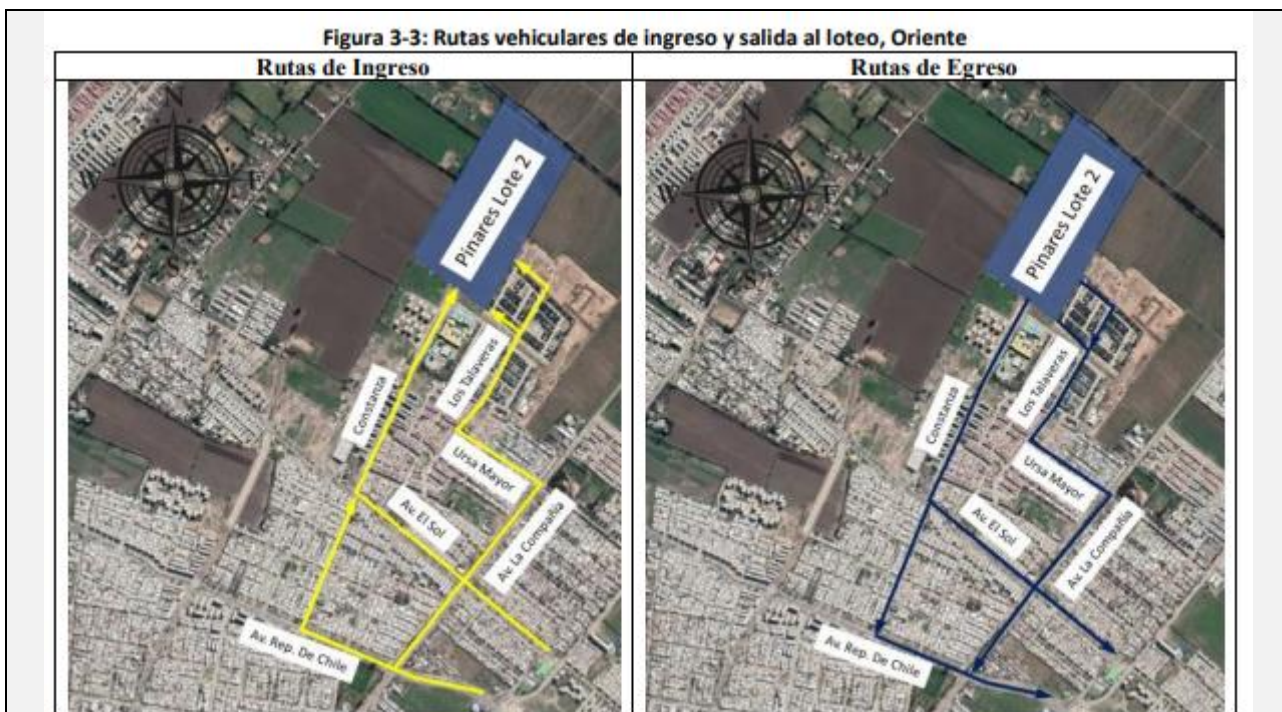 Figura 3-3: Rutas vehiculares de ingreso y salida al loteo, Oriente
Rutas de Ingreso
Rutas de Egreso
N
E
S
Pinares Lote 2
Los Talaveras
Constanza
Ursa Mayor
Av. El Sol
Av. La Compañía
Av. Rep. De Chile
N
E
Pinares Lote 2
Los Talaveras
Constanza
Ursa Mayor
Av. El Sol
Av. La Compañía
Av. Rep. De Chile